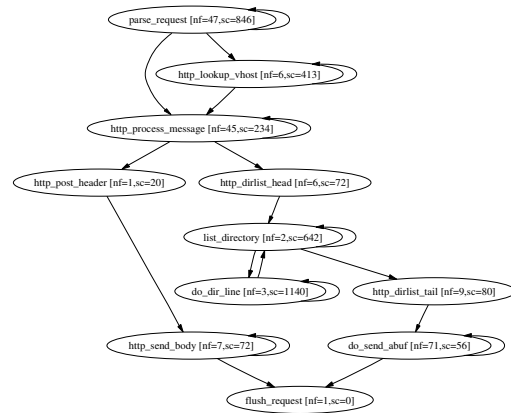 parse_request [nf=47,sc=846]
http_lookup_vhost [nf=6,sc=413]
http_process_message [nf=45,sc=234]
http_post_header [nf=1,sc=20]
http_dirlist_head [nf=6,sc=72]
list_directory [nf=2,sc=642]
do_dir_line [nf=3,sc=1140]
http_dirlist_tail [nf=9,sc=80]
http_send_body [nf=7,sc=72]
do_send_abuf [nf=71,sc=56]
flush_request [nf=1,sc=0]